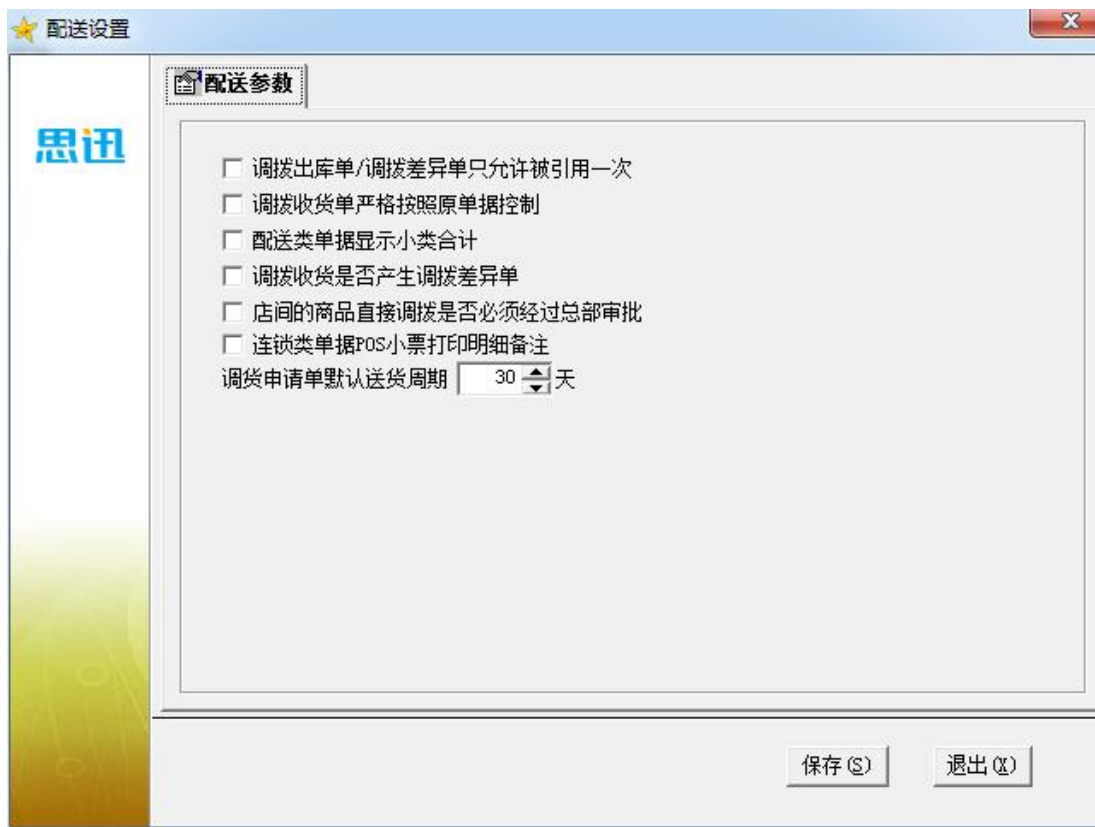 配送设置
配送参数
思迅
调拨出库单/调拨差异单只允许被引用一次
调拨收货单严格按照原单据控制
配送类单据显示小类合计
调拨收货是否产生调拨差异单
店间的商品直接调拨是否必须经过总部审批
连锁类单据POS小票打印明细备注
调货申请单默认送货周期 30 天
保存(S) 退出(X)